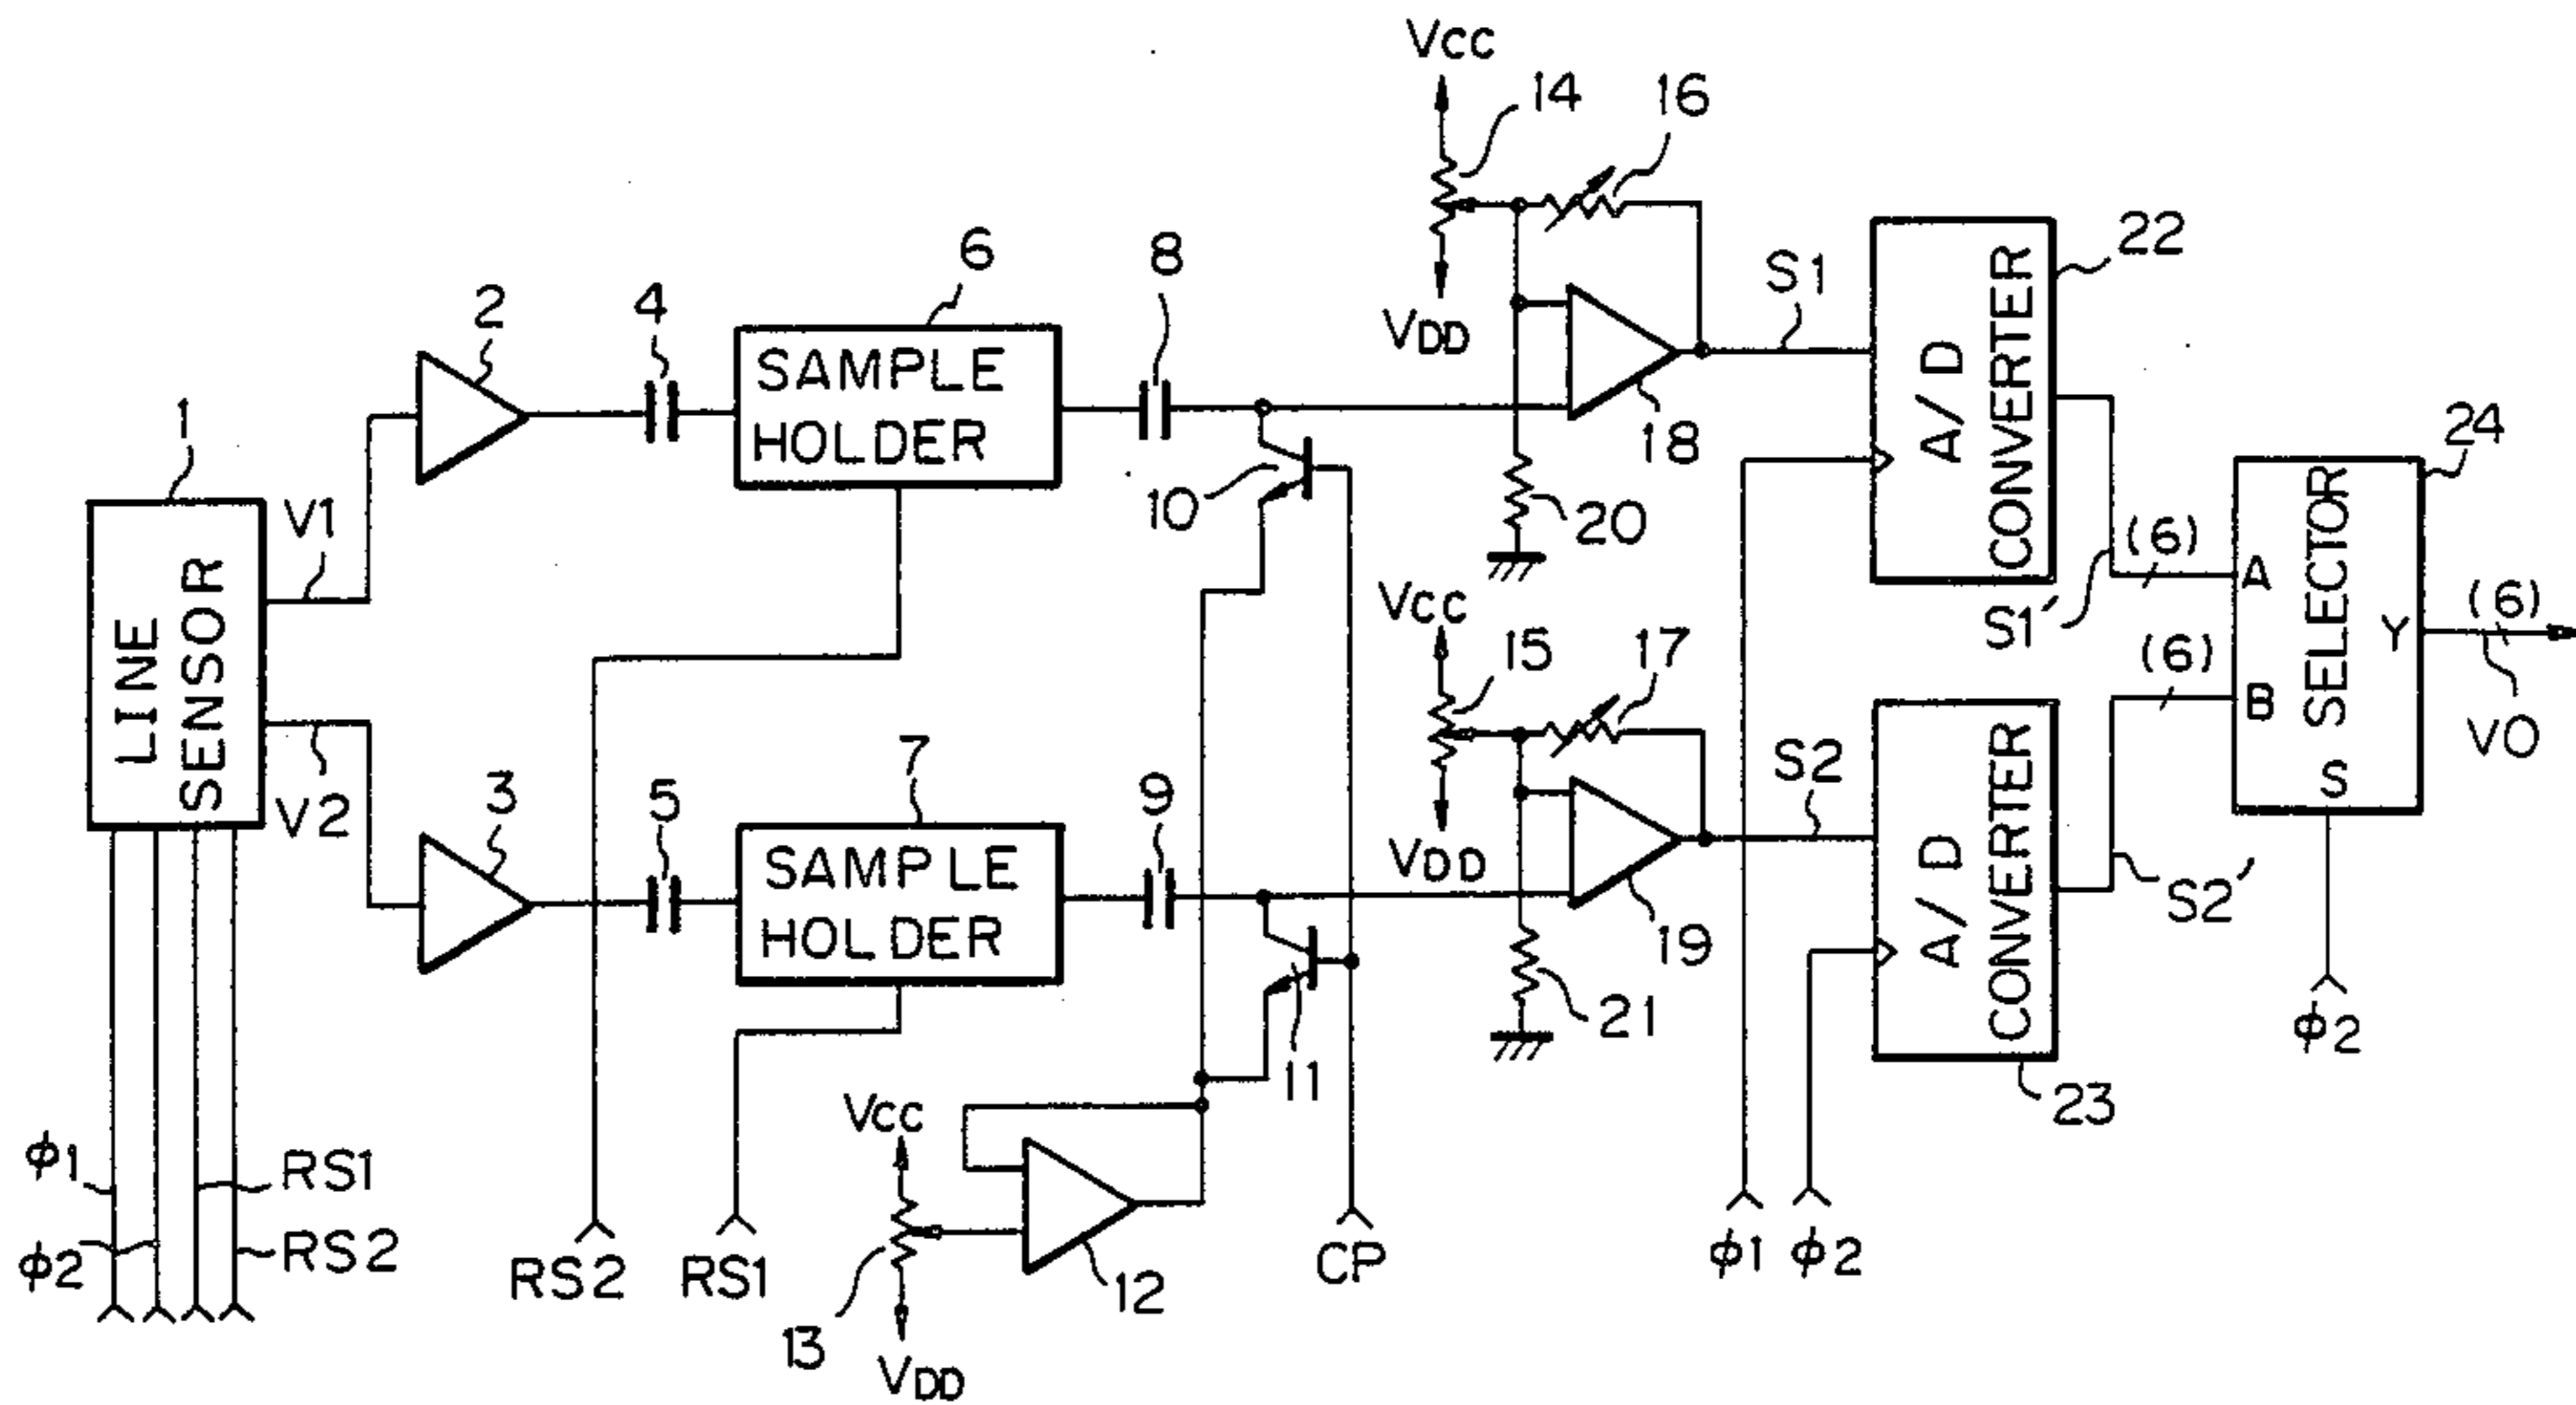 1
LINE
SENSOR
V1
V2
φ1
φ2
RS1
RS2
2
3
4
5
6
SAMPLE
HOLDER
7
SAMPLE
HOLDER
8
9
10
11
RS2
RS1
Vcc
13
VDD
12
CP
Vcc
14
16
VDD
18
20
Vcc
15
17
VDD
19
21
S1
S2
22
A/D
CONVERTER
A/D
CONVERTER
23
φ1
φ2
(6)
S1'
(6)
S2'
24
SELECTOR
A
B
S
Y
φ2
(6)
VO